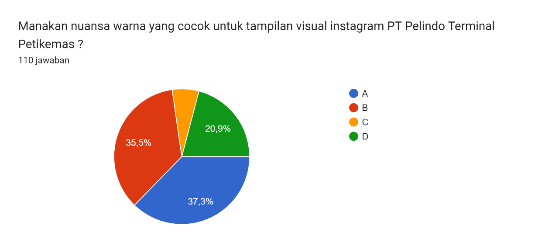 Manakan nuansa warna yang cocok untuk tampilan visual instagram PT Pelindo Terminal
Petikemas ?
110 jawaban
A
B
C
D
20,9%
35,5%
37,3%